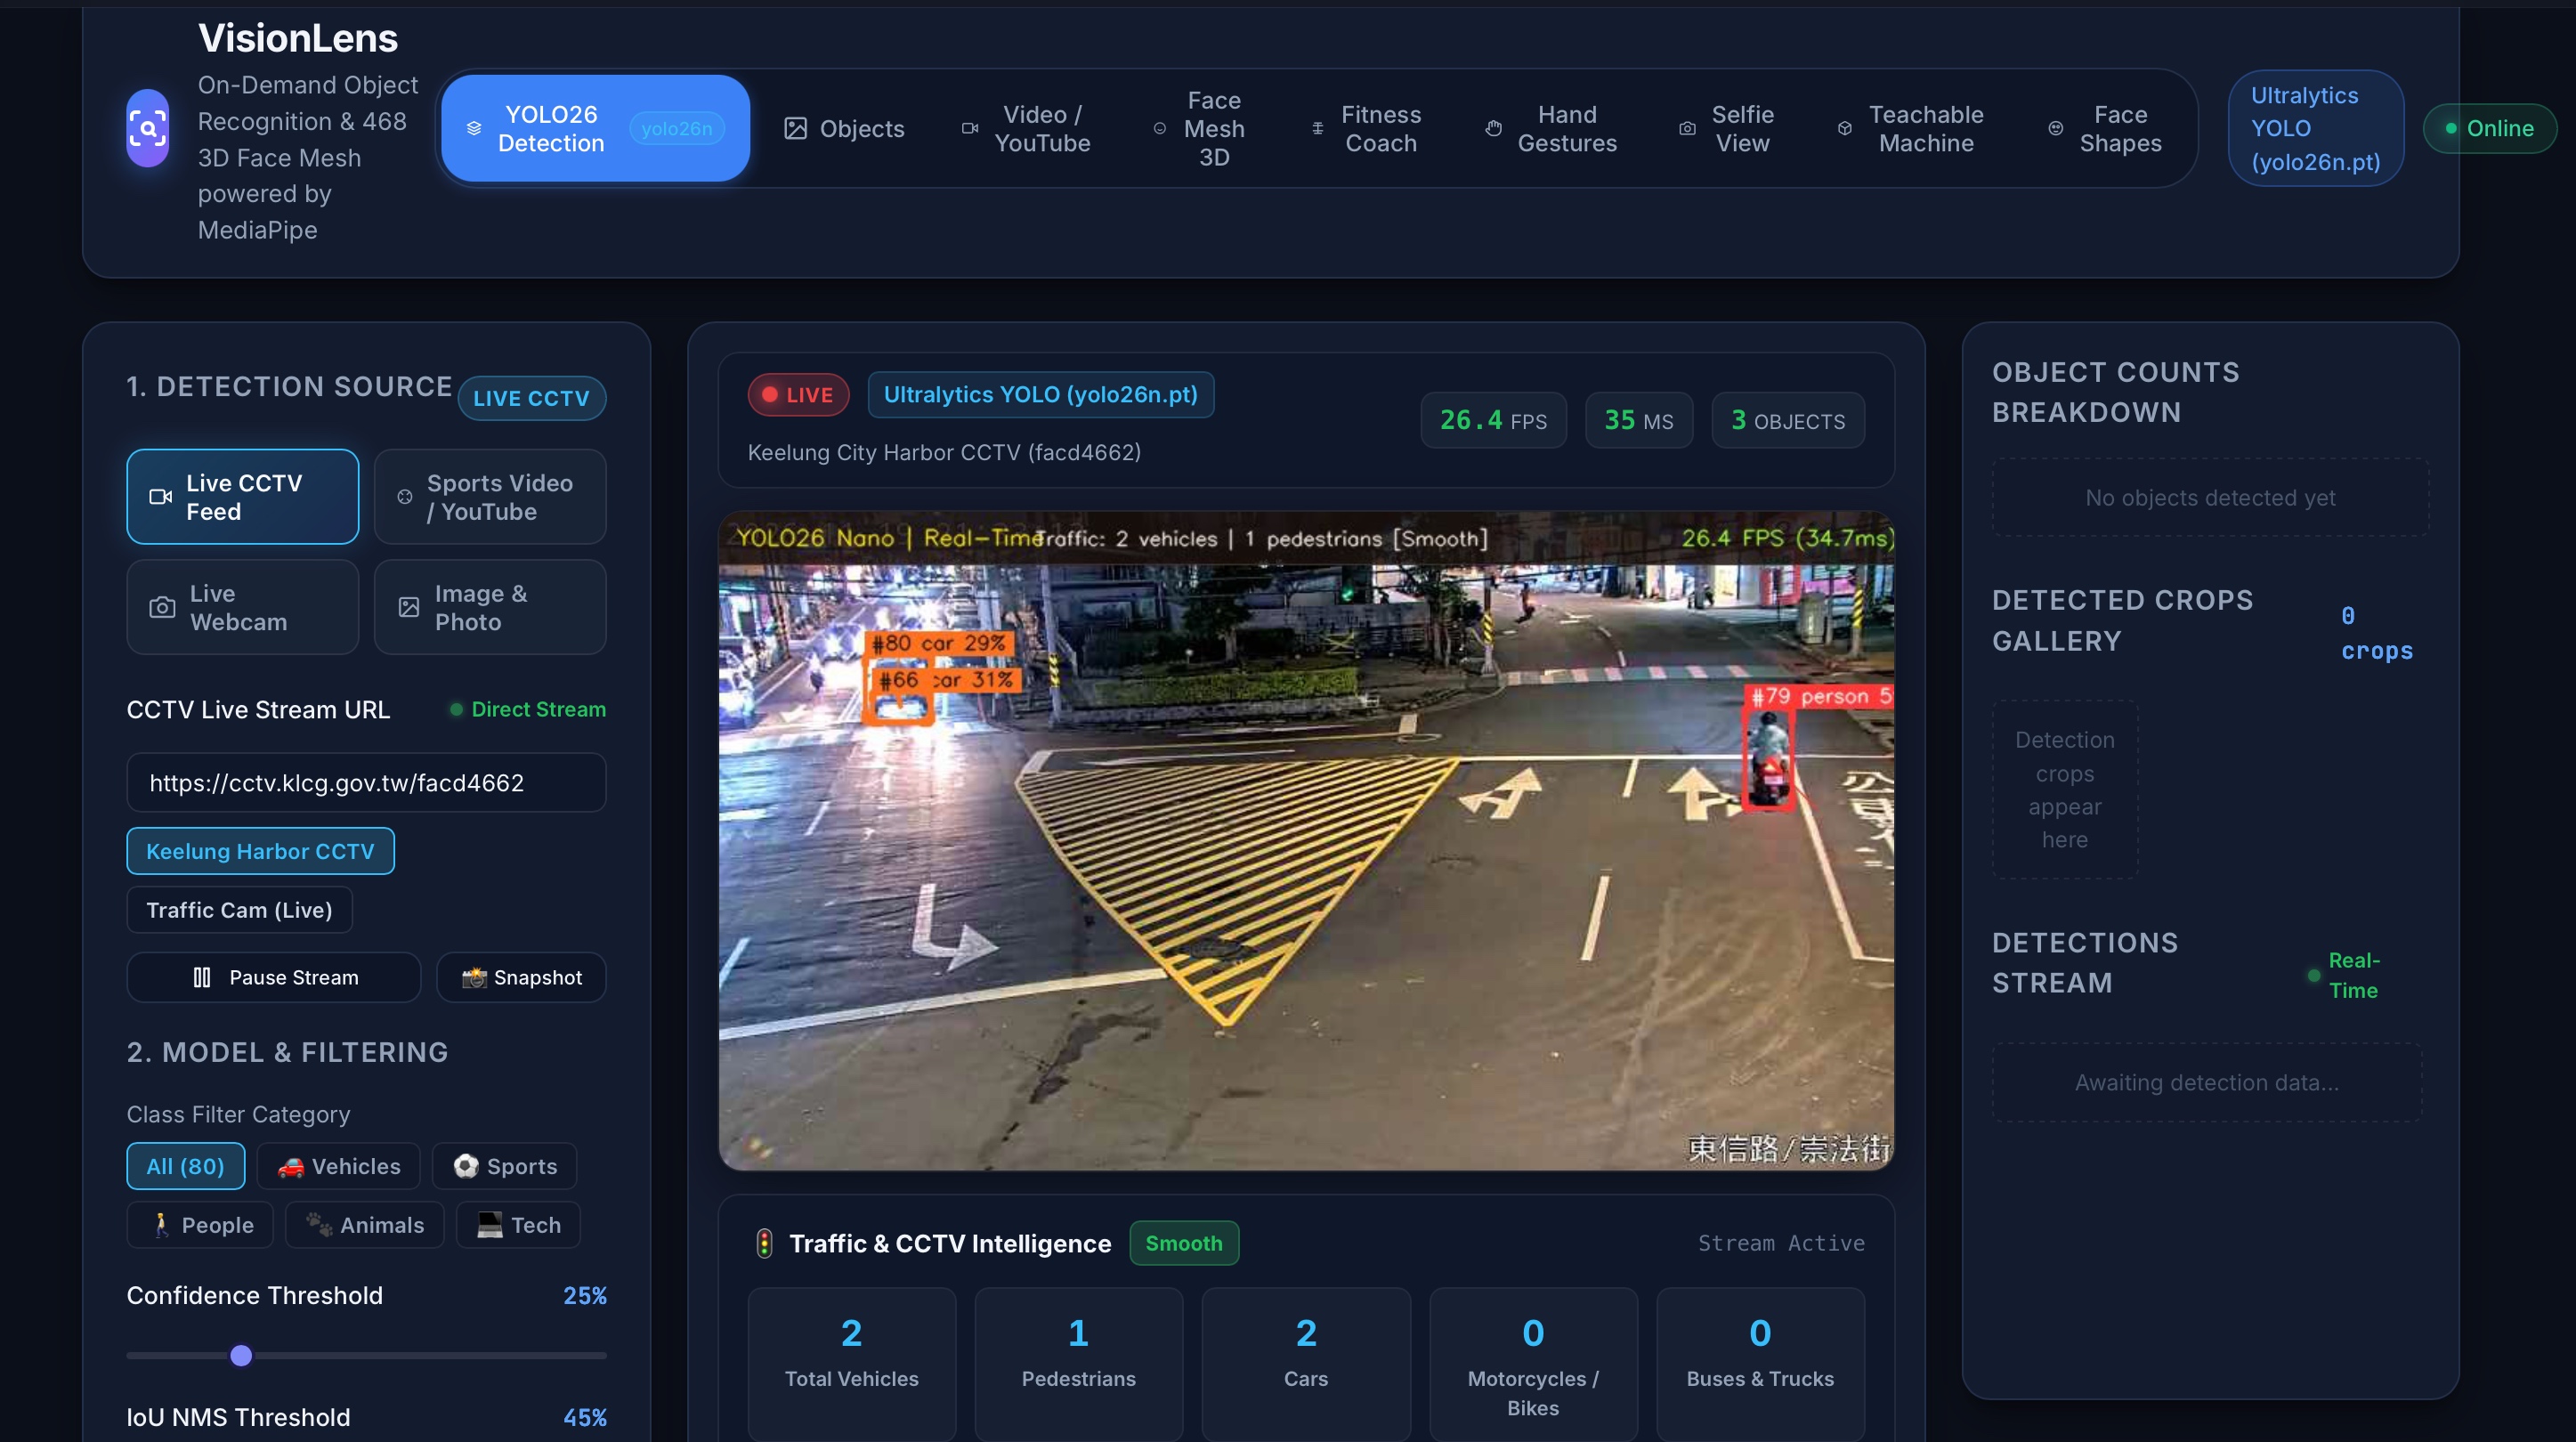 VisionLens
On-Demand Object
Recognition & 468
3D Face Mesh
powered by
MediaPipe
YOLO26
Detection
yolo26n
Objects
Video /
YouTube
Face
Mesh
3D
Fitness
Coach
Hand
Gestures
Selfie
View
Teachable
Machine
Face
Shapes
Ultralytics
YOLO
(yolo26n.pt)
Online
1. DETECTION SOURCE
LIVE CCTV
Live CCTV
Feed
Sports Video
/ YouTube
Live
Webcam
Image &
Photo
CCTV Live Stream URL
Direct Stream
https://cctv.klcg.gov.tw/facd4662
Keelung Harbor CCTV
Traffic Cam (Live)
Pause Stream
Snapshot
2. MODEL & FILTERING
Class Filter Category
All (80)
Vehicles
Sports
People
Animals
Tech
Confidence Threshold
25%
IoU NMS Threshold
45%
LIVE
Ultralytics YOLO (yolo26n.pt)
Keelung City Harbor CCTV (facd4662)
26.4 FPS
35 MS
3 OBJECTS
YOLO26 Nano | Real-Time
Traffic: 2 vehicles | 1 pedestrians [Smooth]
26.4 FPS (34.7ms)
#80 car 29%
#66 car 31%
#79 person 5
東信路/崇法街
Traffic & CCTV Intelligence
Smooth
Stream Active
2
Total Vehicles
1
Pedestrians
2
Cars
0
Motorcycles /
Bikes
0
Buses & Trucks
OBJECT COUNTS
BREAKDOWN
No objects detected yet
DETECTED CROPS
GALLERY
0
crops
Detection
crops
appear
here
DETECTIONS
STREAM
Real-
Time
Awaiting detection data...